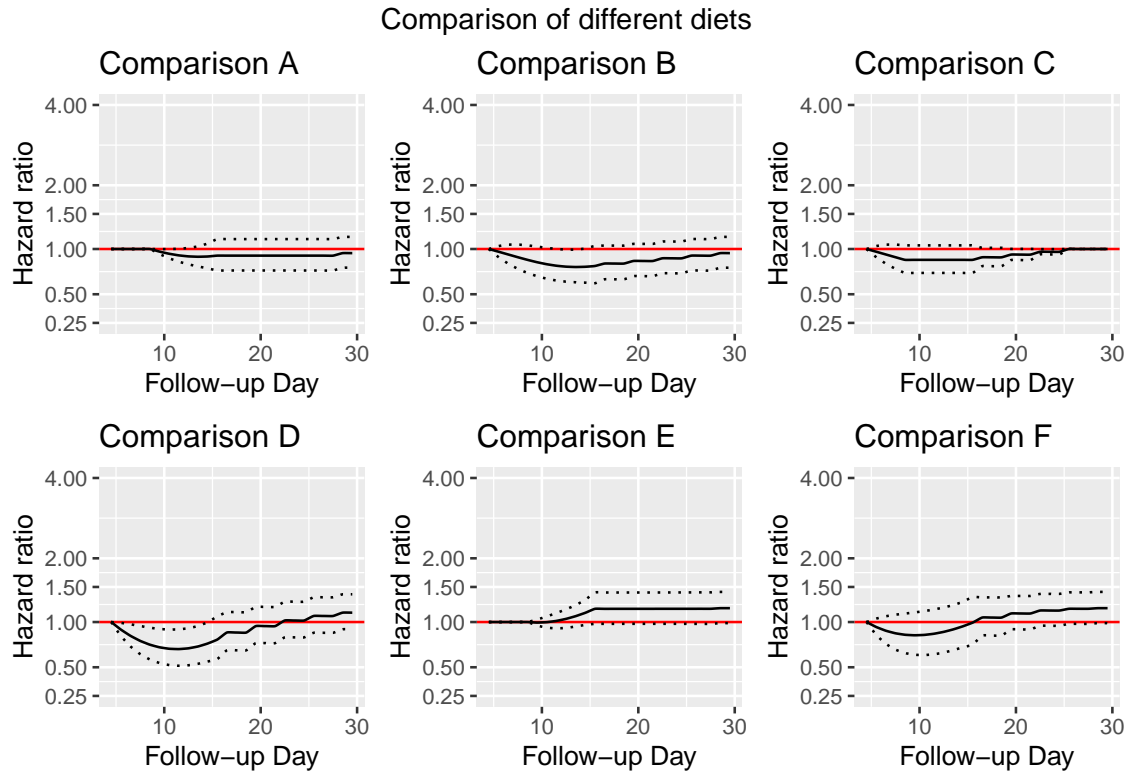 Comparison of different diets
Comparison A
Comparison B
Comparison C
Hazard ratio
4.00
2.00
1.50
1.00
0.50
0.25
10
20
30
Follow−up Day
Hazard ratio
4.00
2.00
1.50
1.00
0.50
0.25
10
20
30
Follow−up Day
Hazard ratio
4.00
2.00
1.50
1.00
0.50
0.25
10
20
30
Follow−up Day
Comparison D
Comparison E
Comparison F
Hazard ratio
4.00
2.00
1.50
1.00
0.50
0.25
10
20
30
Follow−up Day
Hazard ratio
4.00
2.00
1.50
1.00
0.50
0.25
10
20
30
Follow−up Day
Hazard ratio
4.00
2.00
1.50
1.00
0.50
0.25
10
20
30
Follow−up Day